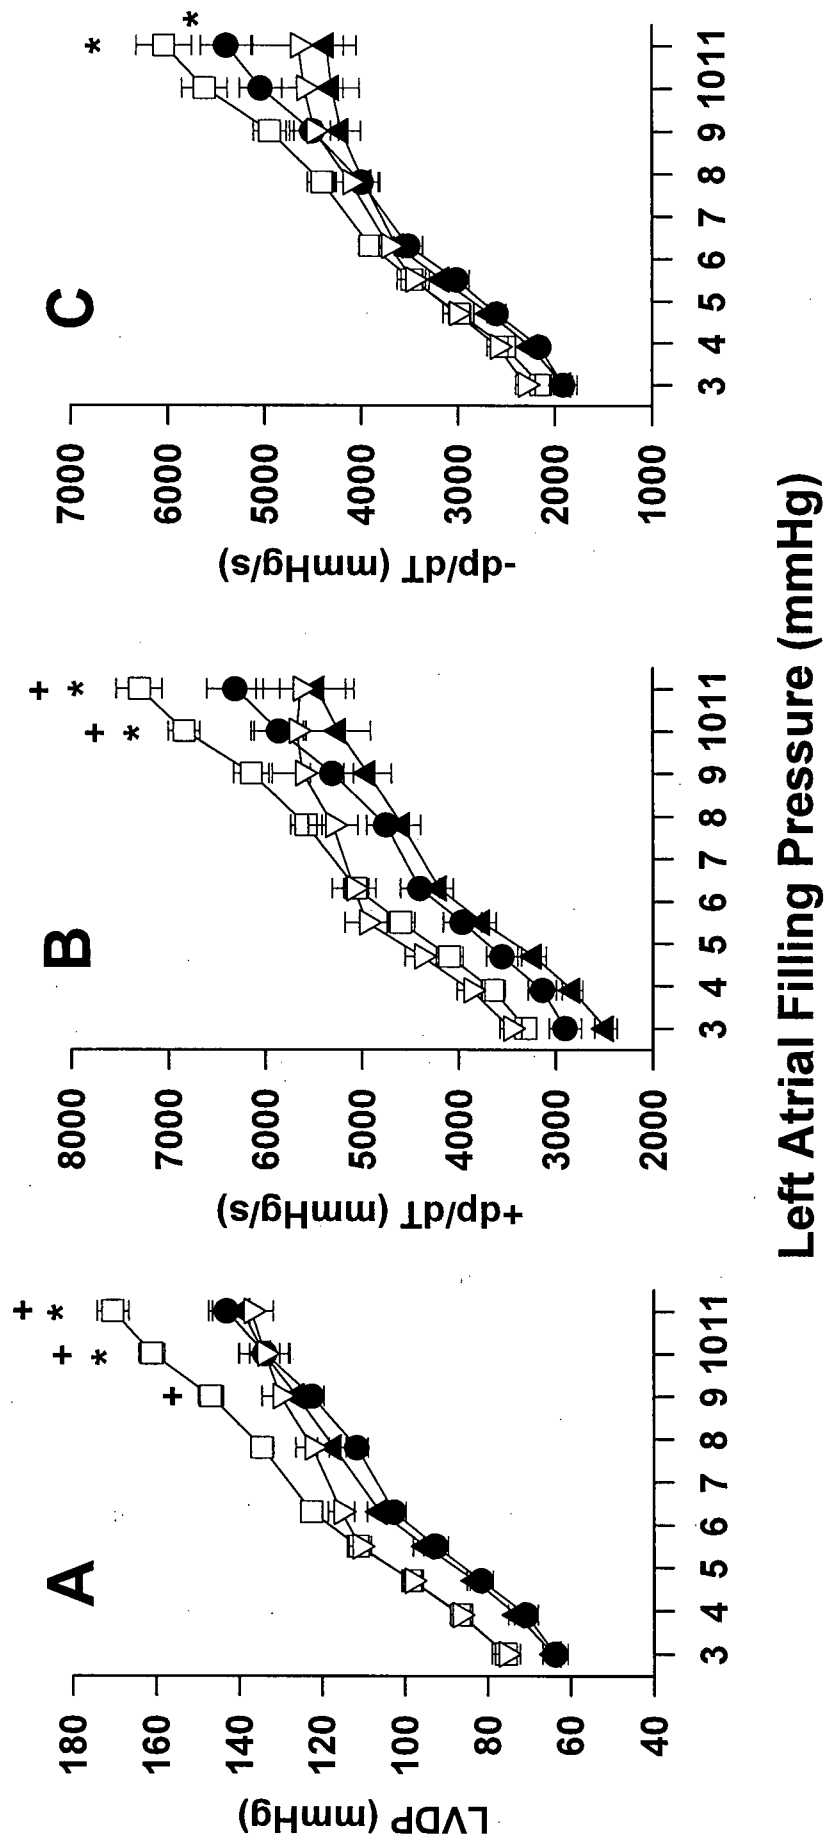 A
LVDP (mmHg)
180
160
140
120
100
80
60
40
3 4 5 6 7 8 9 10 11
+ + +
* *
B
+dp/dT (mmHg/s)
8000
7000
6000
5000
4000
3000
2000
3 4 5 6 7 8 9 10 11
+ +
* *
C
-dp/dT (mmHg/s)
7000
6000
5000
4000
3000
2000
1000
3 4 5 6 7 8 9 10 11
* *
Left Atrial Filling Pressure (mmHg)